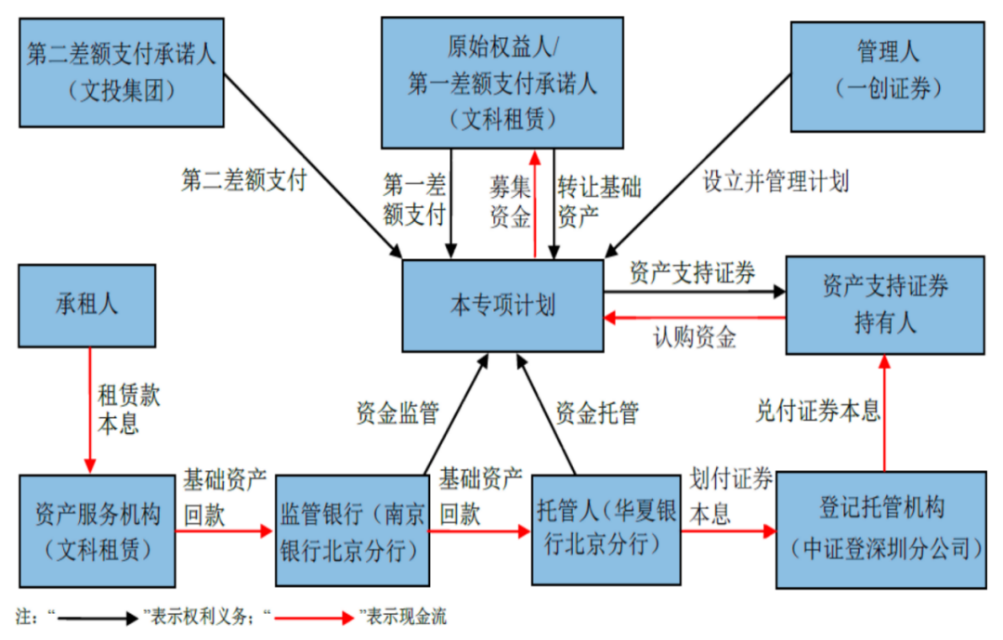 第二差额支付承诺人
（文投集团）
原始权益人/
第一差额支付承诺人
（文科租赁）
管理人
（一创证券）
第二差额支付
第一差
额支付
募集
资金
转让基础
资产
设立并管理计划
承租人
本专项计划
资产支持证券
认购资金
资产支持证券
持有人
租赁款
本息
资金监管
资金托管
兑付证券本息
资产服务机构
（文科租赁）
基础资产
回款
监管银行（南京
银行北京分行）
基础资产
回款
托管人（华夏银
行北京分行）
划付证券
本息
登记托管机构
（中证登深圳分公司）
注：“ ”表示权利义务；“ ”表示现金流